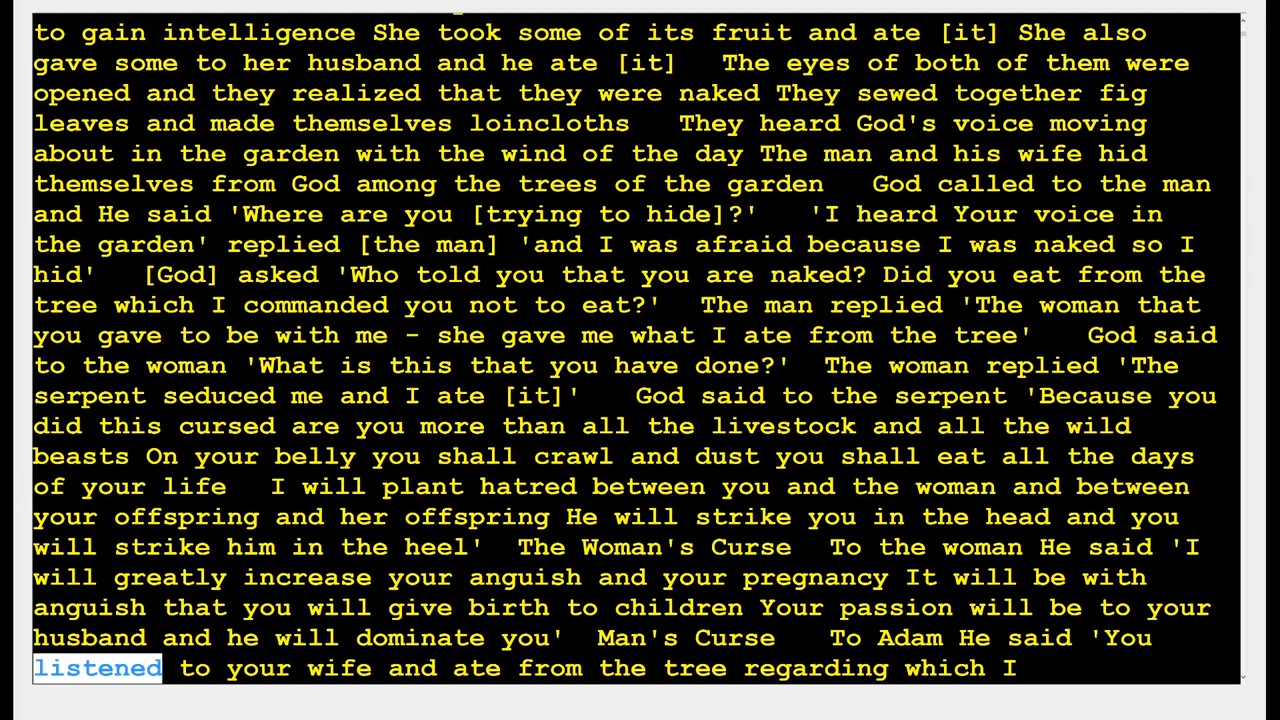 to gain intelligence She took some of its fruit and ate [it] She also
gave some to her husband and he ate [it]   The eyes of both of them were
opened and they realized that they were naked They sewed together fig
leaves and made themselves loincloths   They heard God's voice moving
about in the garden with the wind of the day The man and his wife hid
themselves from God among the trees of the garden   God called to the man
and He said 'Where are you [trying to hide]?'   'I heard Your voice in
the garden' replied [the man] 'and I was afraid because I was naked so I
hid'   [God] asked 'Who told you that you are naked? Did you eat from the
tree which I commanded you not to eat?'   The man replied 'The woman that
you gave to be with me - she gave me what I ate from the tree'   God said
to the woman 'What is this that you have done?'  The woman replied 'The
serpent seduced me and I ate [it]'   God said to the serpent 'Because you
did this cursed are you more than all the livestock and all the wild
beasts On your belly you shall crawl and dust you shall eat all the days
of your life   I will plant hatred between you and the woman and between
your offspring and her offspring He will strike you in the head and you
will strike him in the heel'  The Woman's Curse  To the woman He said 'I
will greatly increase your anguish and your pregnancy It will be with
anguish that you will give birth to children Your passion will be to your
husband and he will dominate you'  Man's Curse   To Adam He said 'You
listened to your wife and ate from the tree regarding which I